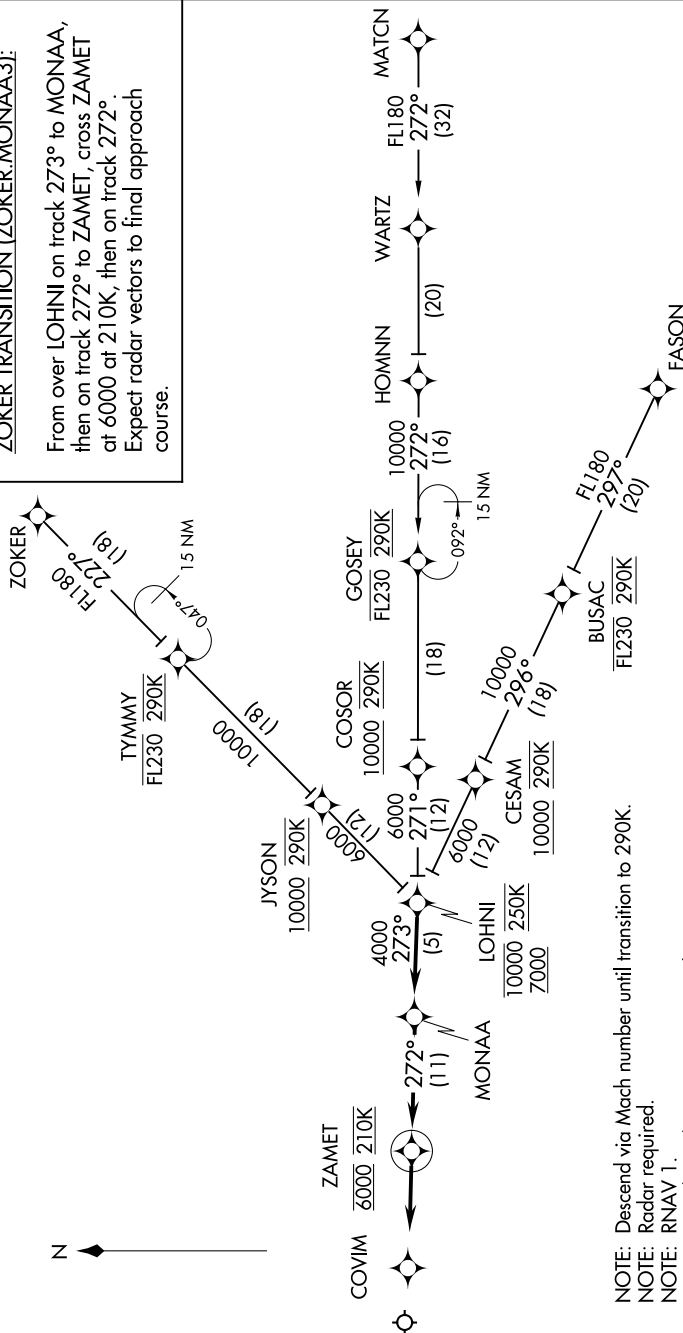 ZOKER TRANSITION (ZOKER.MONAA3):
From over LOHNI on track 273° to MONAA,
then on track 272° to ZAMET, cross ZAMET
at 6000 at 210K, then on track 272°.
Expect radar vectors to final approach
course.
N
ZOKER
FL180
227°
(18)
15 NM
047°
TYMMY
FL230 290K
10000
(18)
JYSON
10000 290K
6000
(12)
MATCN
FL180
272°
(32)
WARTZ
(20)
HOMNN
10000
272°
(16)
15 NM
092°
GOSEY
FL230 290K
(18)
COSOR
10000 290K
6000
271°
(12)
FASON
FL180
297°
(20)
BUSAC
FL230 290K
10000
296°
(18)
CESAM
10000 290K
6000
(12)
LOHNI
10000 250K
7000
4000
273°
(5)
MONAA
272°
(11)
ZAMET
6000 210K
COVIM
NOTE: Descend via Mach number until transition to 290K.
NOTE: Radar required.
NOTE: RNAV 1.